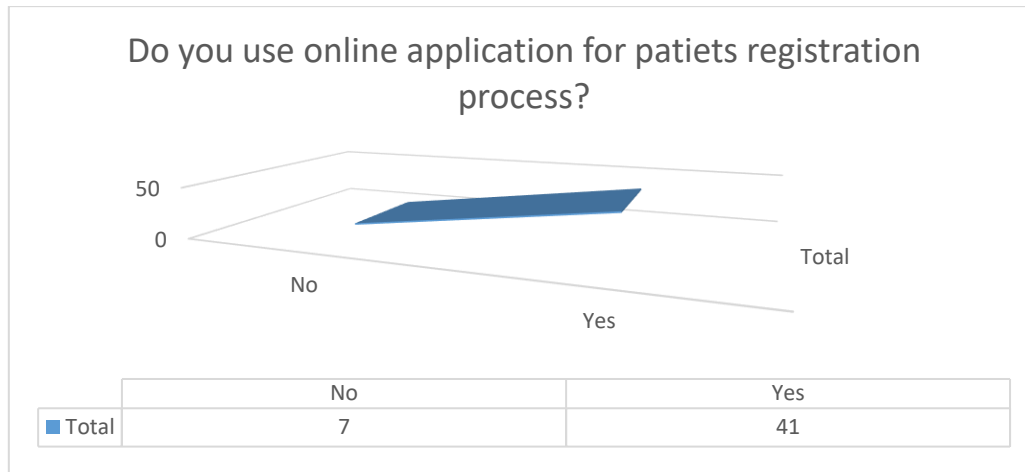 Do you use online application for patiets registration
process?
50
0
No
Yes
Total
No Yes
Total 7 41